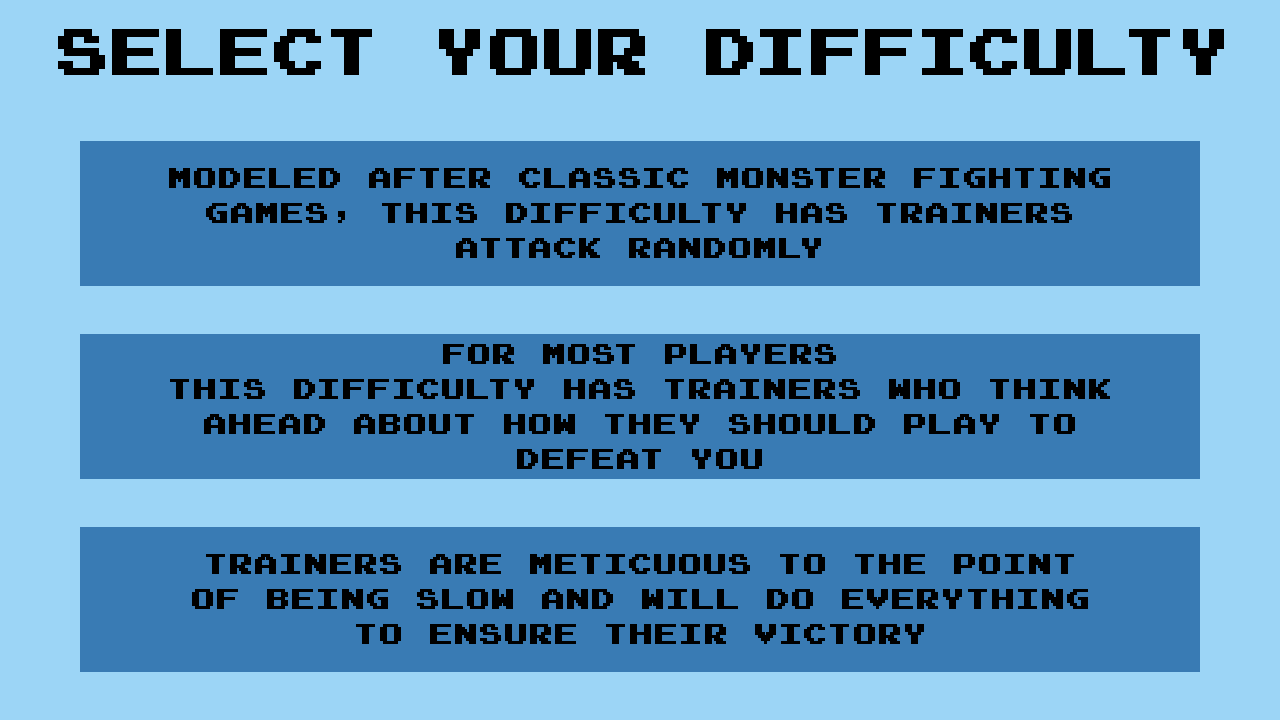 SELECT YOUR DIFFICULTY
MODELED AFTER CLASSIC MONSTER FIGHTING
GAMES, THIS DIFFICULTY HAS TRAINERS
ATTACK RANDOMLY
FOR MOST PLAYERS
THIS DIFFICULTY HAS TRAINERS WHO THINK
AHEAD ABOUT HOW THEY SHOULD PLAY TO
DEFEAT YOU
TRAINERS ARE METICUOUS TO THE POINT
OF BEING SLOW AND WILL DO EVERYTHING
TO ENSURE THEIR VICTORY